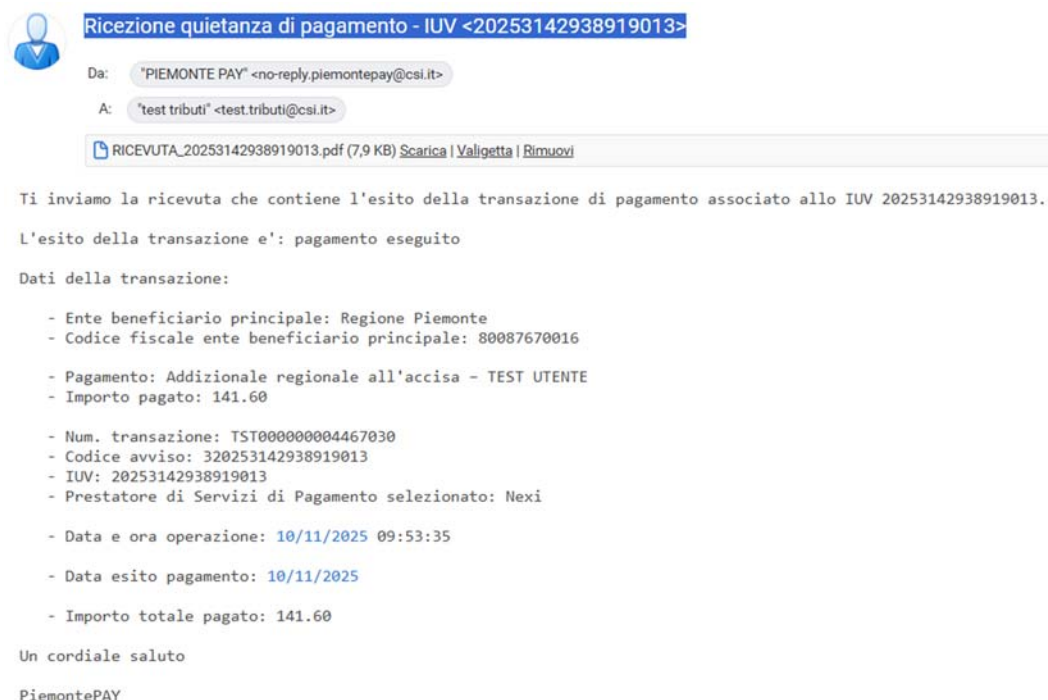 Ricezione quietanza di pagamento - IUV <20253142938919013>
Da: "PIEMONTE PAY" <no-reply.piemontepay@csi.it>
A: "test tributi" <test.tributi@csi.it>
RICEVUTA_20253142938919013.pdf (7,9 KB) Scarica | Valigetta | Rimuovi
Ti inviamo la ricevuta che contiene l'esito della transazione di pagamento associato allo IUV 20253142938919013.
L'esito della transazione e': pagamento eseguito
Dati della transazione:
- Ente beneficiario principale: Regione Piemonte
- Codice fiscale ente beneficiario principale: 80087670016
- Pagamento: Addizionale regionale all'accisa – TEST UTENTE
- Importo pagato: 141.60
- Num. transazione: TST000000004467030
- Codice avviso: 320253142938919013
- IUV: 20253142938919013
- Prestatore di Servizi di Pagamento selezionato: Nexi
- Data e ora operazione: 10/11/2025 09:53:35
- Data esito pagamento: 10/11/2025
- Importo totale pagato: 141.60
Un cordiale saluto
PiemontePAY